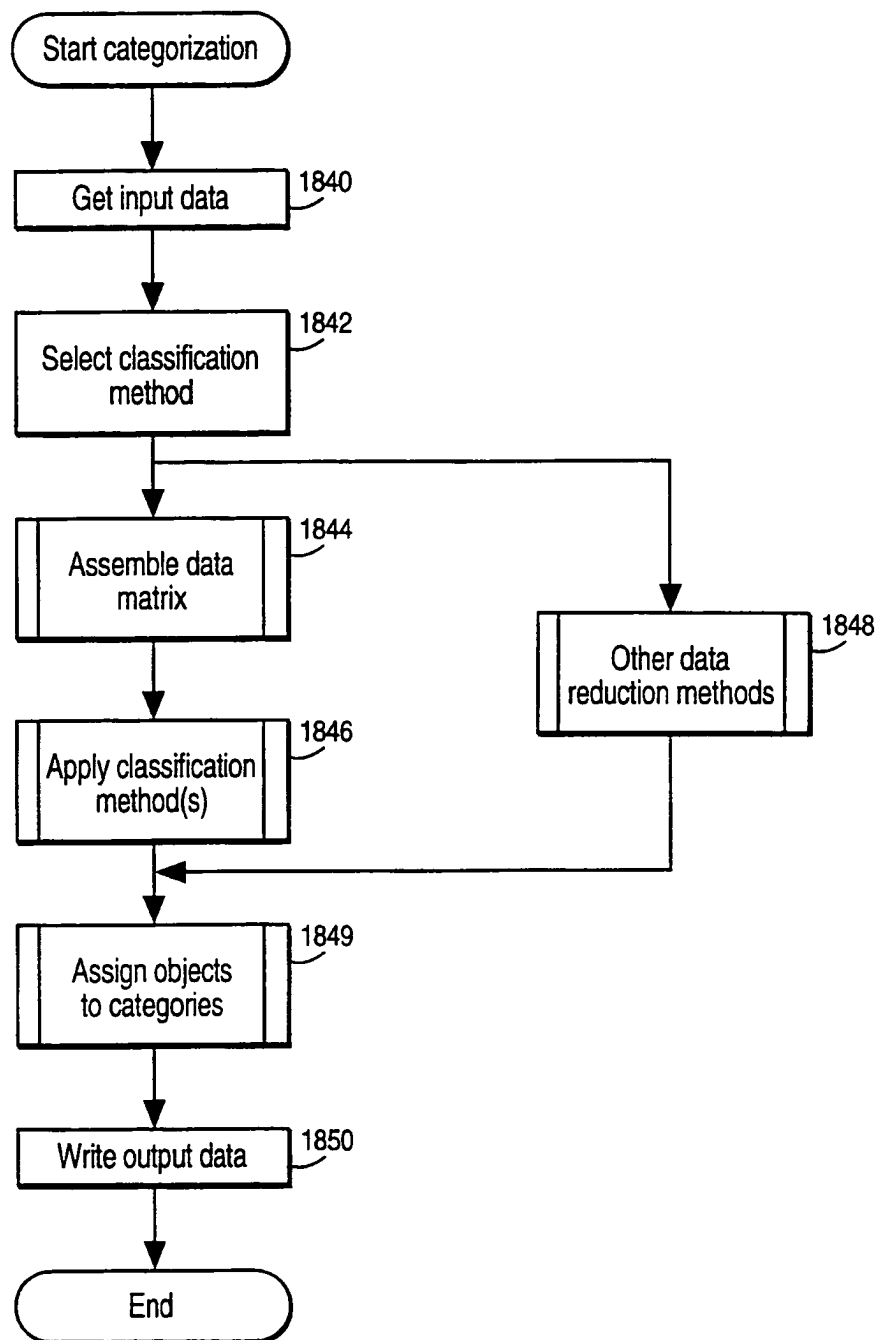 Start categorization
Get input data
1840
Select classification
method
1842
Assemble data
matrix
1844
Other data
reduction methods
1848
Apply classification
method(s)
1846
Assign objects
to categories
1849
Write output data
1850
End